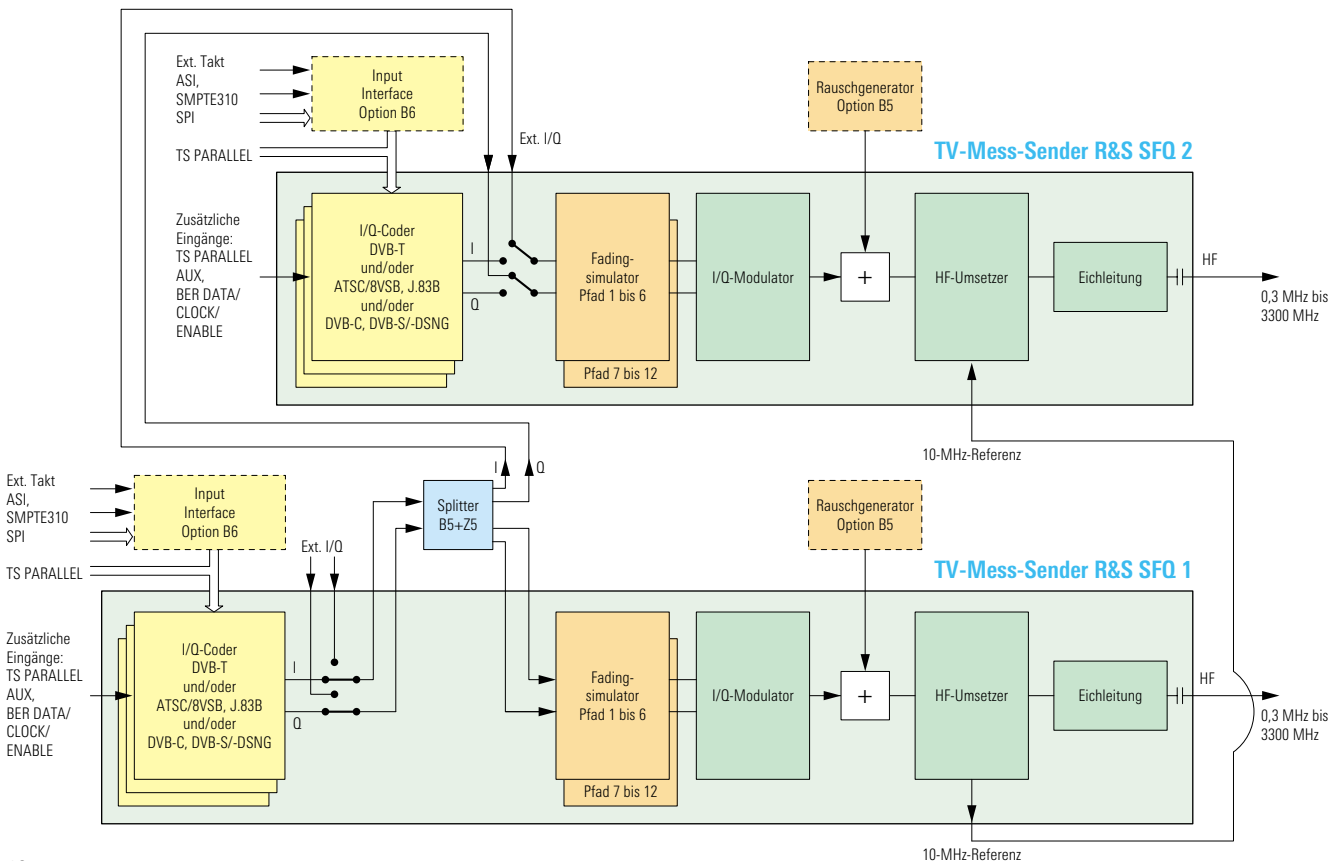 Ext. Takt
ASI,
SMPTE310
SPI
TS PARALLEL
Input
Interface
Option B6
Ext. I/Q
Rauschgenerator
Option B5
TV-Mess-Sender R&S SFQ 2
Zusätzliche
Eingänge:
TS PARALLEL
AUX,
BER DATA/
CLOCK/
ENABLE
I/Q-Coder
DVB-T
und/oder
ATSC/8VSB, J.83B
und/oder
DVB-C, DVB-S/-DSNG
I
Q
Fading-
simulator
Pfad 1 bis 6
Pfad 7 bis 12
I/Q-Modulator
+
HF-Umsetzer
Eichleitung
HF
0,3 MHz bis
3300 MHz
10-MHz-Referenz
I
Q
Splitter
B5+Z5
Ext. Takt
ASI,
SMPTE310
SPI
TS PARALLEL
Input
Interface
Option B6
Ext. I/Q
Rauschgenerator
Option B5
TV-Mess-Sender R&S SFQ 1
Zusätzliche
Eingänge:
TS PARALLEL
AUX,
BER DATA/
CLOCK/
ENABLE
I/Q-Coder
DVB-T
und/oder
ATSC/8VSB, J.83B
und/oder
DVB-C, DVB-S/-DSNG
I
Q
Fading-
simulator
Pfad 1 bis 6
Pfad 7 bis 12
I/Q-Modulator
+
HF-Umsetzer
Eichleitung
HF
0,3 MHz bis
3300 MHz
10-MHz-Referenz